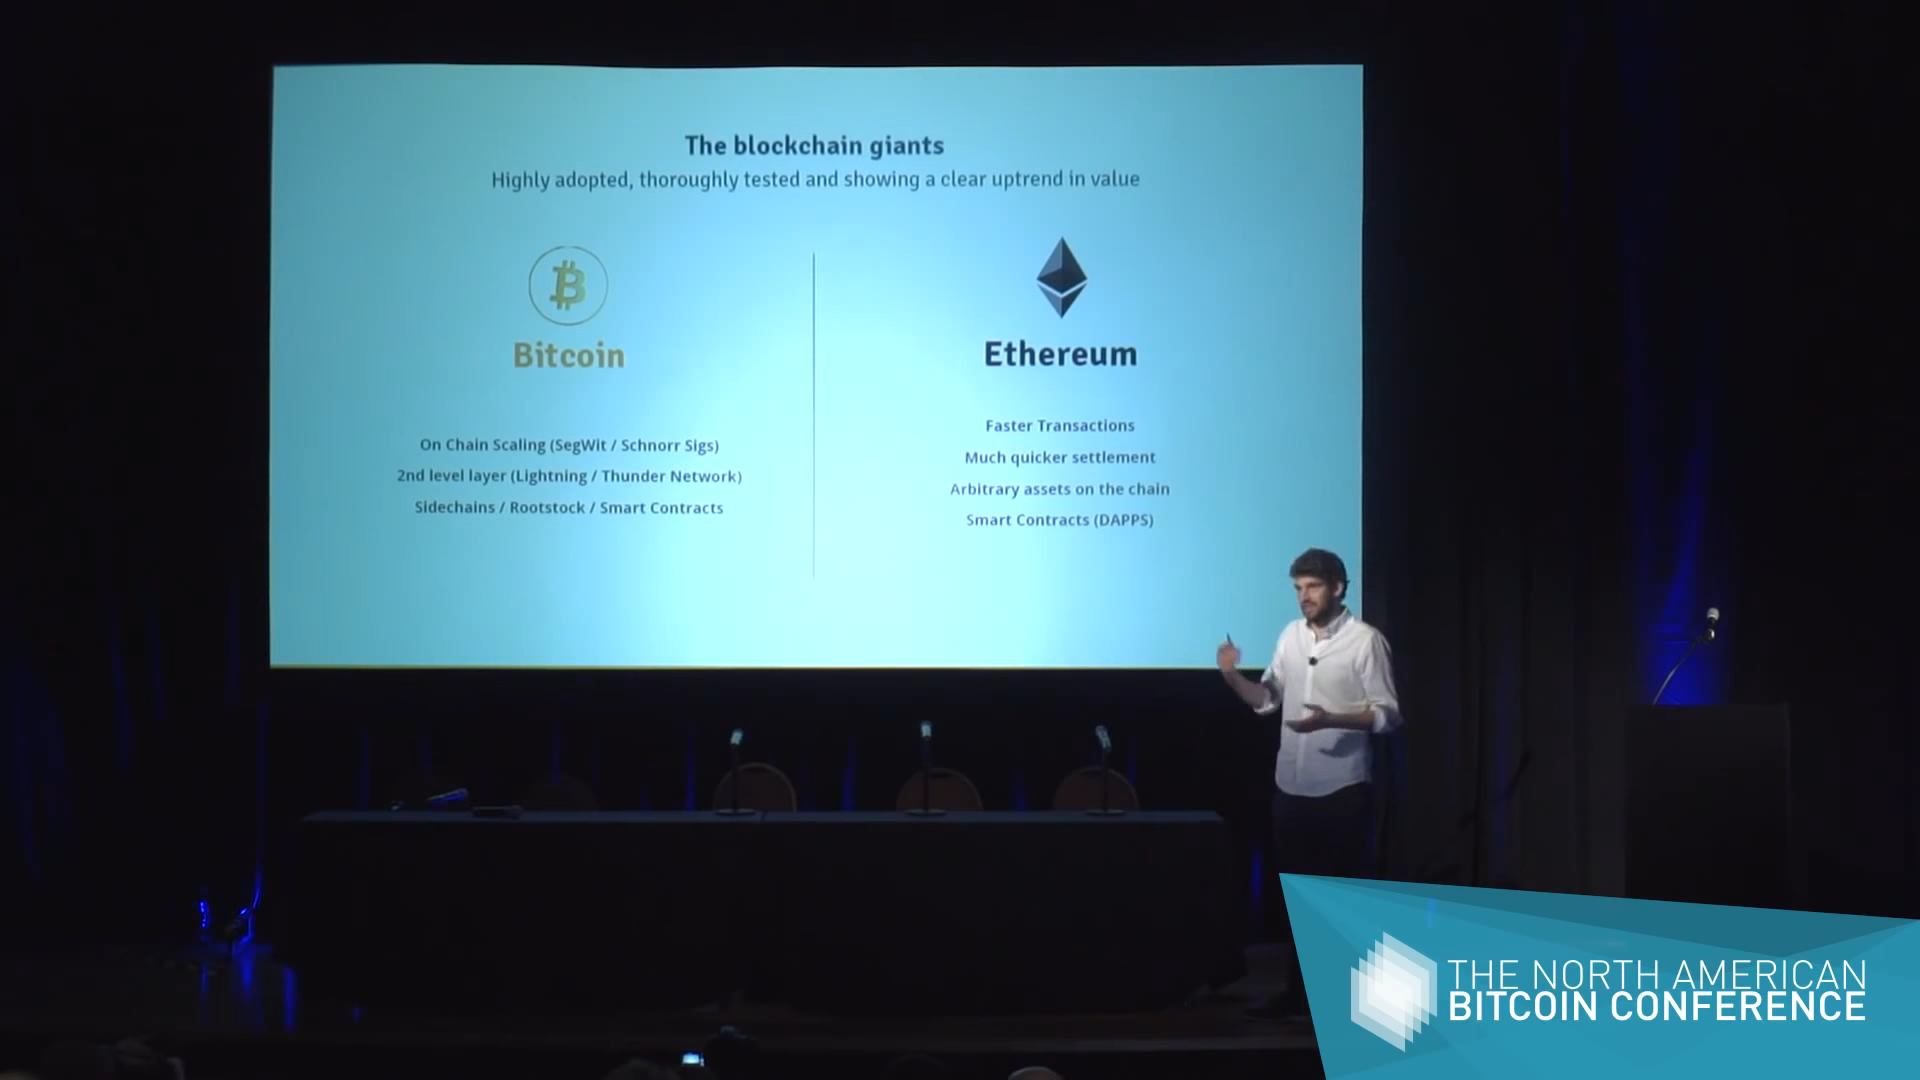 The blockchain giants
Highly adopted, thoroughly tested and showing a clear uptrend in value
Bitcoin
On Chain Scaling (SegWit / Schnorr Sigs)
2nd level layer (Lightning / Thunder Network)
Sidechains / Rootstock / Smart Contracts
Ethereum
Faster Transactions
Much quicker settlement
Arbitrary assets on the chain
Smart Contracts (DAPPS)
THE NORTH AMERICAN
BITCOIN CONFERENCE